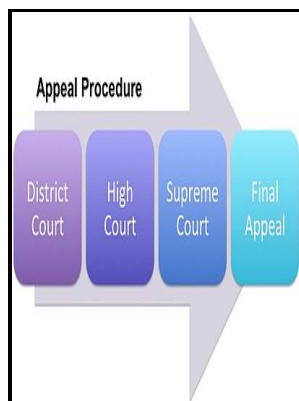 Appeal Procedure
District
Court
High
Court
Supreme
Court
Final
Appeal